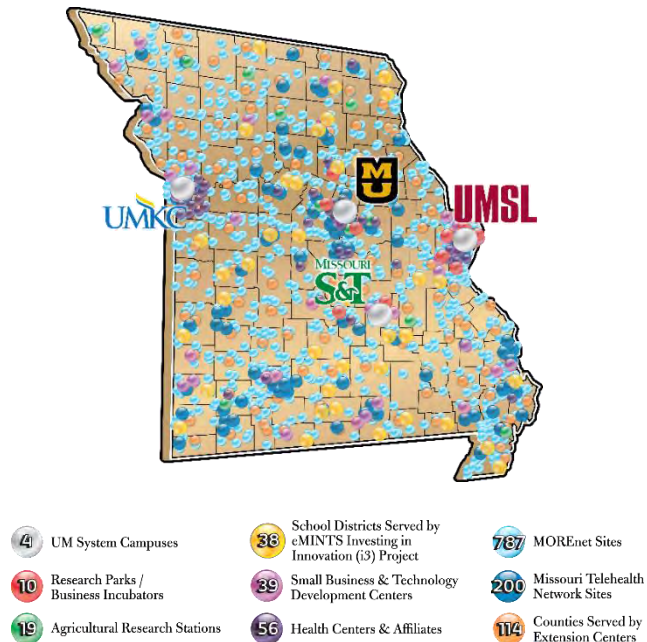 MU
UMKC
UMSL
MISSOURI
S&T
4 UM System Campuses
10 Research Parks /
Business Incubators
19 Agricultural Research Stations
38 School Districts Served by
eMINTS Investing in
Innovation (i3) Project
39 Small Business & Technology
Development Centers
56 Health Centers & Affiliates
787 MOREnet Sites
200 Missouri Telehealth
Network Sites
114 Counties Served by
Extension Centers